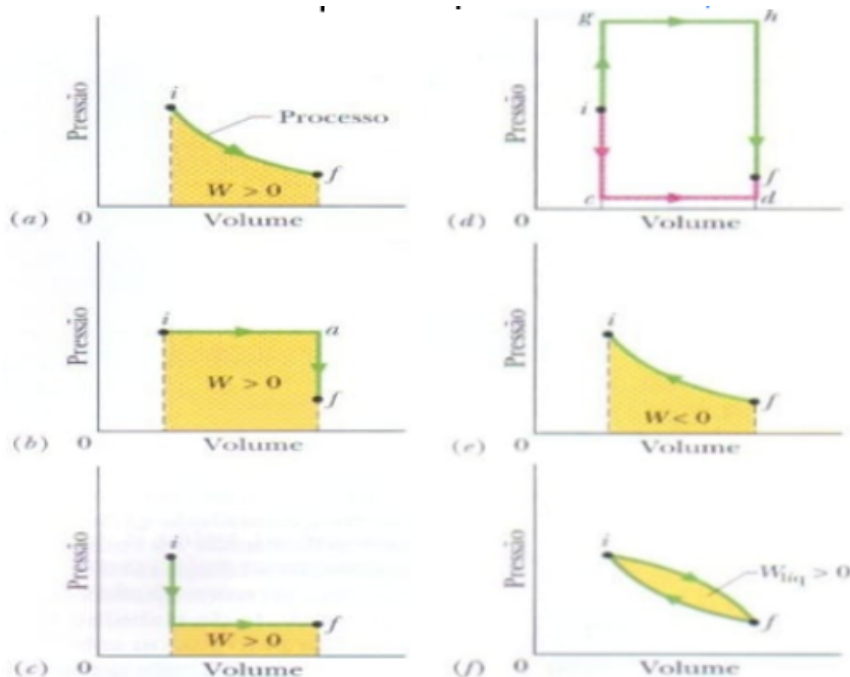 Pressão
i
Processo
W > 0
f
(a)
0
Volume
g
h
Pressão
i
f
c
d
(d)
0
Volume
Pressão
i
a
W > 0
f
(b)
0
Volume
Pressão
i
W < 0
f
(e)
0
Volume
Pressão
i
W > 0
f
(c)
0
Volume
Pressão
i
Wlíq > 0
f
(f)
0
Volume